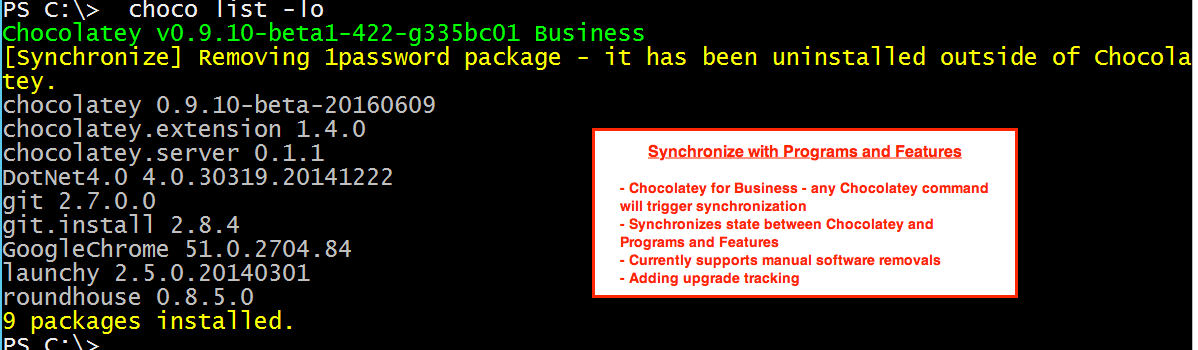 PS C:\>  choco list -lo
Chocolatey v0.9.10-beta1-422-g335bc01 Business
[Synchronize] Removing 1password package - it has been uninstalled outside of Chocola
tey.
chocolatey 0.9.10-beta-20160609
chocolatey.extension 1.4.0
chocolatey.server 0.1.1
DotNet4.0 4.0.30319.20141222
git 2.7.0.0
git.install 2.8.4
GoogleChrome 51.0.2704.84
launchy 2.5.0.20140301
roundhouse 0.8.5.0
9 packages installed.
PS C:\>
Synchronize with Programs and Features
- Chocolatey for Business - any Chocolatey command
will trigger synchronization
- Synchronizes state between Chocolatey and
Programs and Features
- Currently supports manual software removals
- Adding upgrade tracking